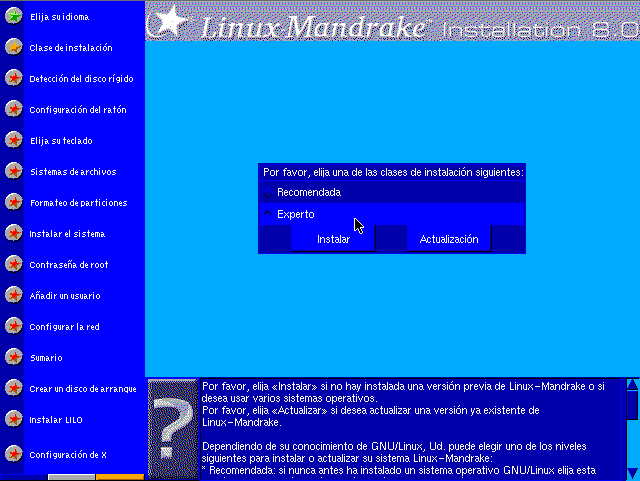 Linux Mandrake™ Installation 8.0
Elija su idioma
Clase de instalación
Detección del disco rígido
Configuración del ratón
Elija su teclado
Sistemas de archivos
Formateo de particiones
Instalar el sistema
Contraseña de root
Añadir un usuario
Configurar la red
Sumario
Crear un disco de arranque
Instalar LILO
Configuración de X
Por favor, elija una de las clases de instalación siguientes:
Recomendada
Experto
Instalar
Actualización
Por favor, elija «Instalar» si no hay instalada una versión previa de Linux-Mandrake o si
desea usar varios sistemas operativos.
Por favor, elija «Actualizar» si desea actualizar una versión ya existente de
Linux-Mandrake.
Dependiendo de su conocimiento de GNU/Linux, Ud. puede elegir uno de los niveles
siguientes para instalar o actualizar su sistema Linux-Mandrake:
* Recomendada: si nunca antes ha instalado un sistema operativo GNU/Linux elija esta